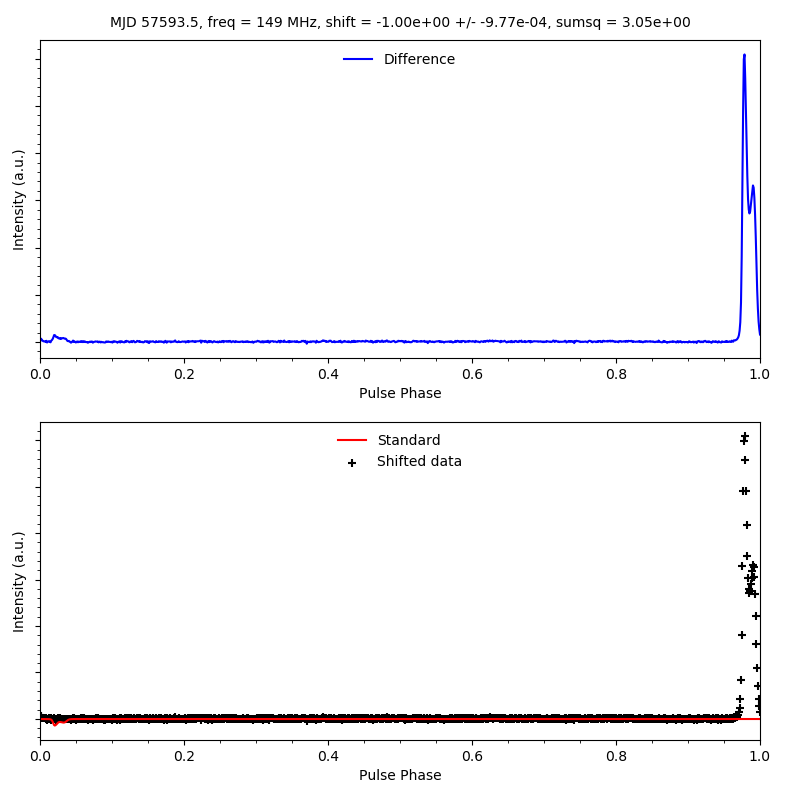 MJD 57593.5, freq = 149 MHz, shift = -1.00e+00 +/- -9.77e-04, sumsq = 3.05e+00
Difference
Intensity (a.u.)
0.0 0.2 0.4 0.6 0.8 1.0
Pulse Phase
Standard
Shifted data
Intensity (a.u.)
0.0 0.2 0.4 0.6 0.8 1.0
Pulse Phase